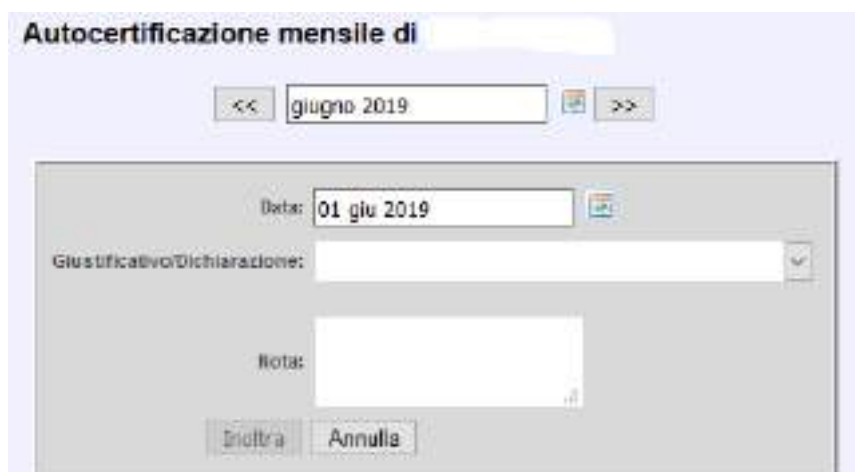 Autocertificazione mensile di
<< giugno 2019 >>
Data: 01 giu 2019
Giustificativo/Dichiarazione:
Nota:
Inoltra Annulla